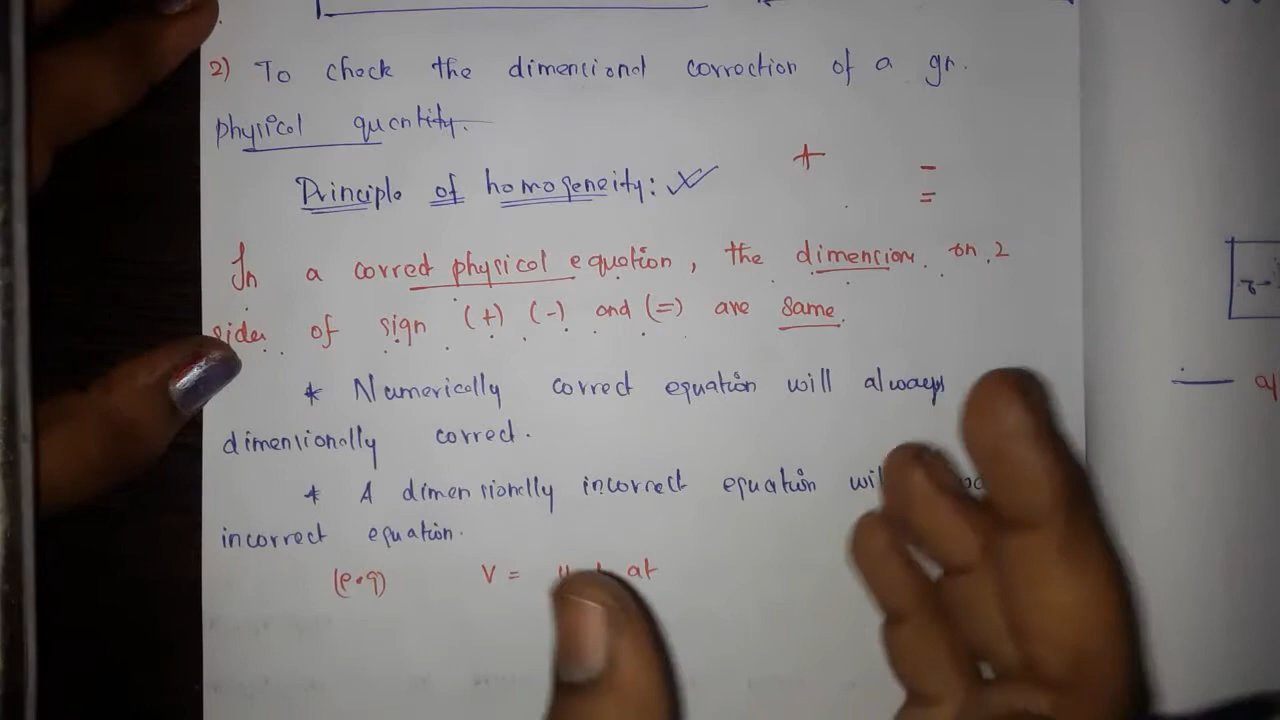 2) To check the dimensional correction of a gn.
physical quantity.
Principle of homogeneity:
+ -
=
In a correct physical equation, the dimension on 2
sides of sign (+) (-) and (=) are same.
* Numerically correct equation will always
dimensionally correct.
* A dimensionally incorrect equation
incorrect equation.
(e.g) V = at